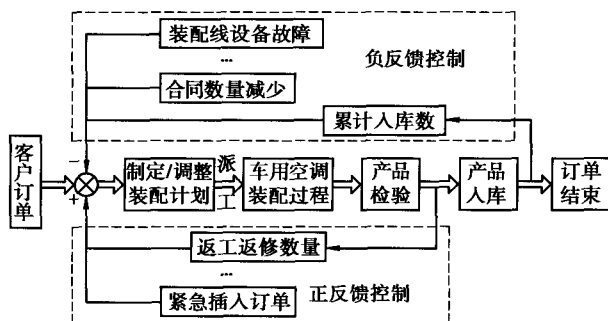 装配线设备故障
...
负反馈控制
合同数量减少
累计入库数
客户订单
−
+
制定/调整
装配计划
派
工
车用空调
装配过程
产品
检验
产品
入库
订单
结束
返工返修数量
...
紧急插入订单
正反馈控制